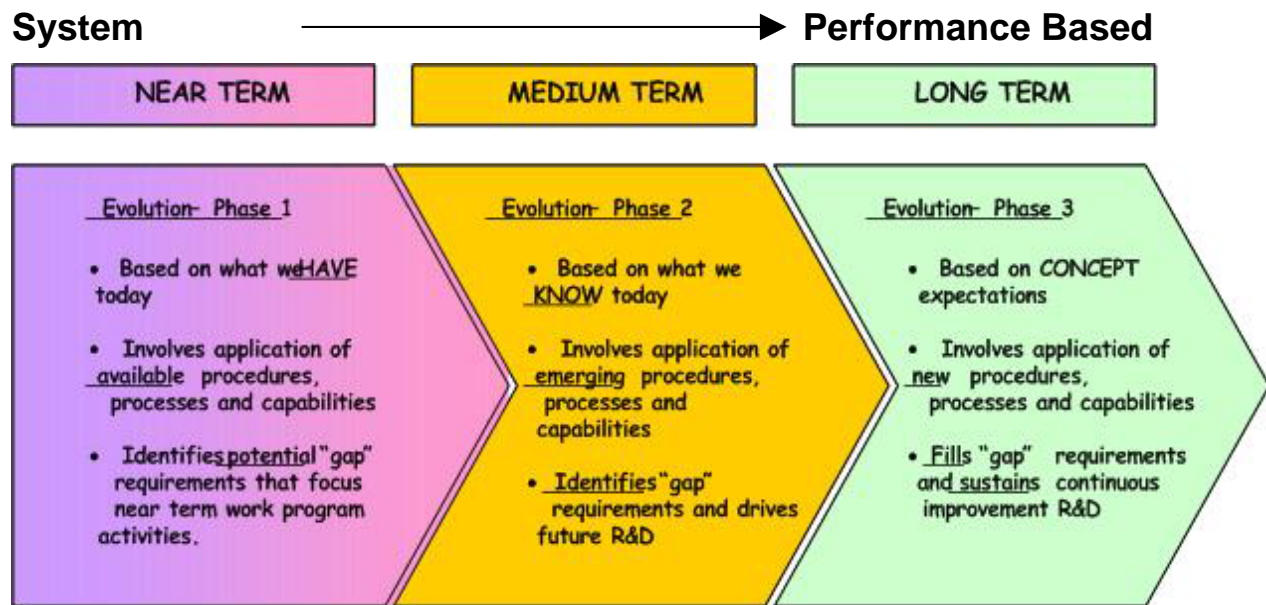 System
Performance Based
NEAR TERM
MEDIUM TERM
LONG TERM
Evolution- Phase 1
• Based on what weHAVE
today
• Involves application of
available procedures,
processes and capabilities
• Identifies potential "gap"
requirements that focus
near term work program
activities.
Evolution- Phase 2
• Based on what we
KNOW today
• Involves application of
emerging procedures,
processes and
capabilities
• Identifies "gap"
requirements and drives
future R&D
Evolution- Phase 3
• Based on CONCEPT
expectations
• Involves application of
new procedures,
processes and capabilities
• Fills "gap" requirements
and sustains continuous
improvement R&D